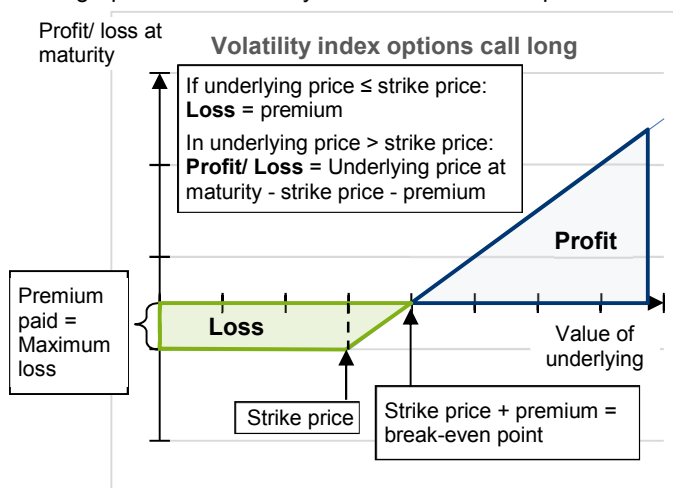 Profit/ loss at
maturity
Volatility index options call long
If underlying price ≤ strike price:
Loss = premium
In underlying price > strike price:
Profit/ Loss = Underlying price at
maturity - strike price - premium
Profit
Premium
paid =
Maximum
loss
Loss
Value of
underlying
Strike price
Strike price + premium =
break-even point